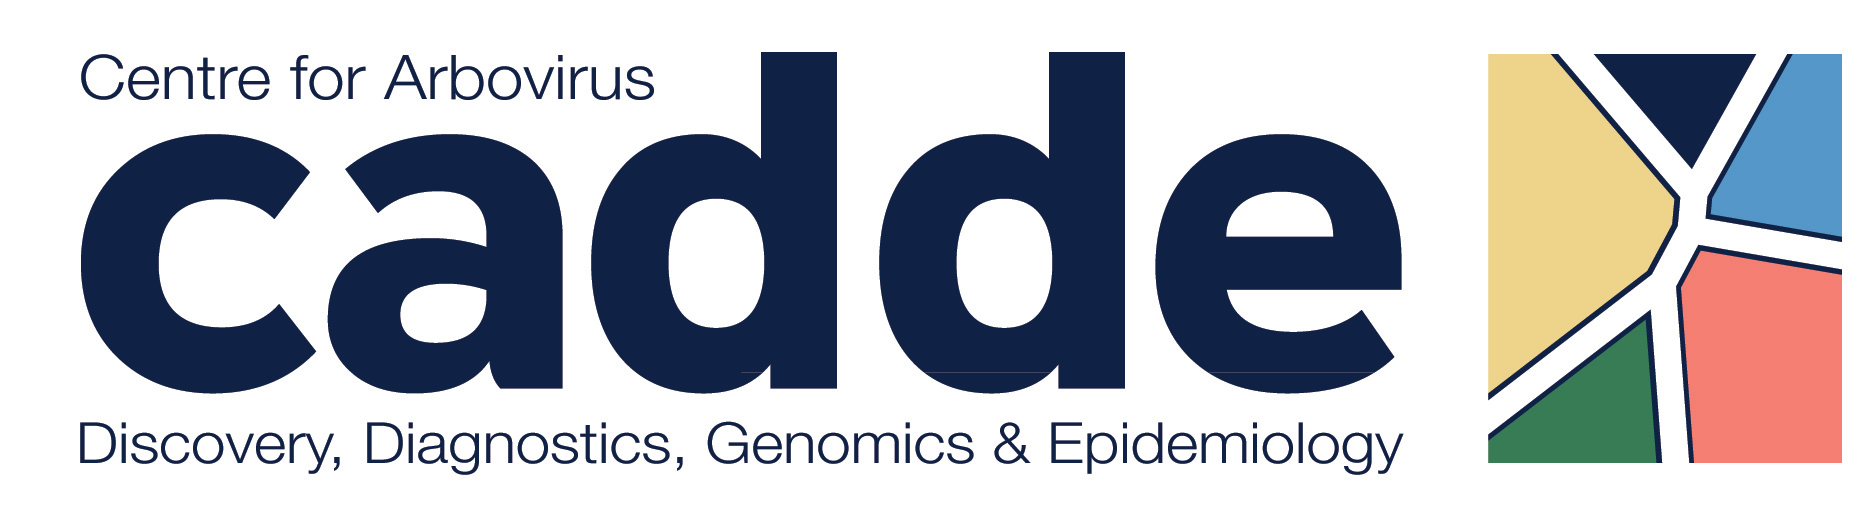 Centre for Arbovirus
cadde
Discovery, Diagnostics, Genomics & Epidemiology